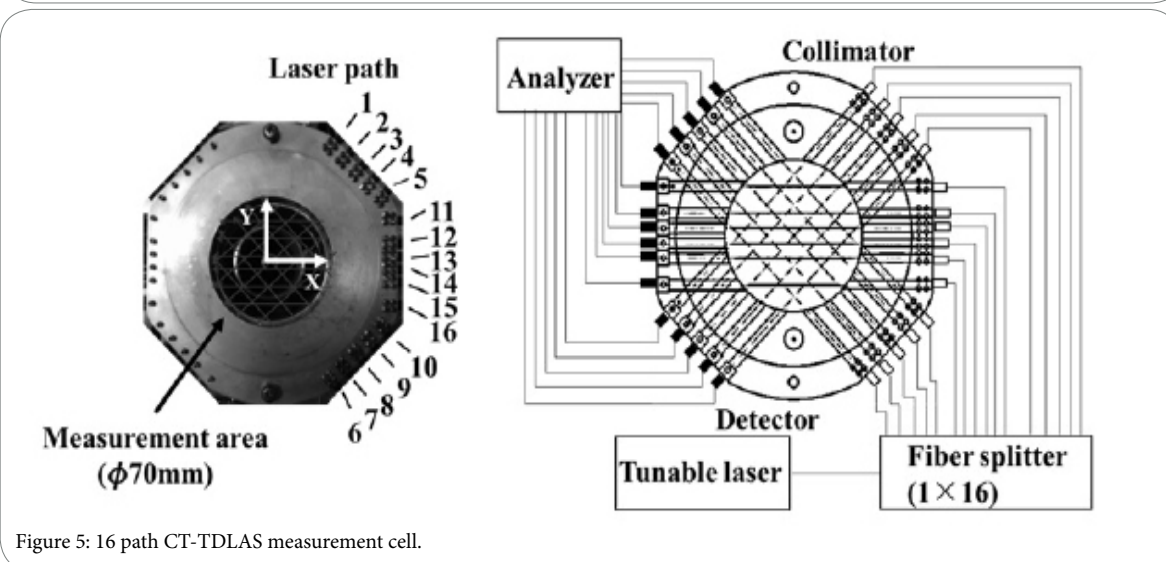 Laser path
1
2
3
4
5
11
12
13
14
15
16
10
9
8
7
6
Y
X
Measurement area
(ϕ70mm)
Analyzer
Collimator
Detector
Tunable laser
Fiber splitter
(1×16)
Figure 5: 16 path CT-TDLAS measurement cell.